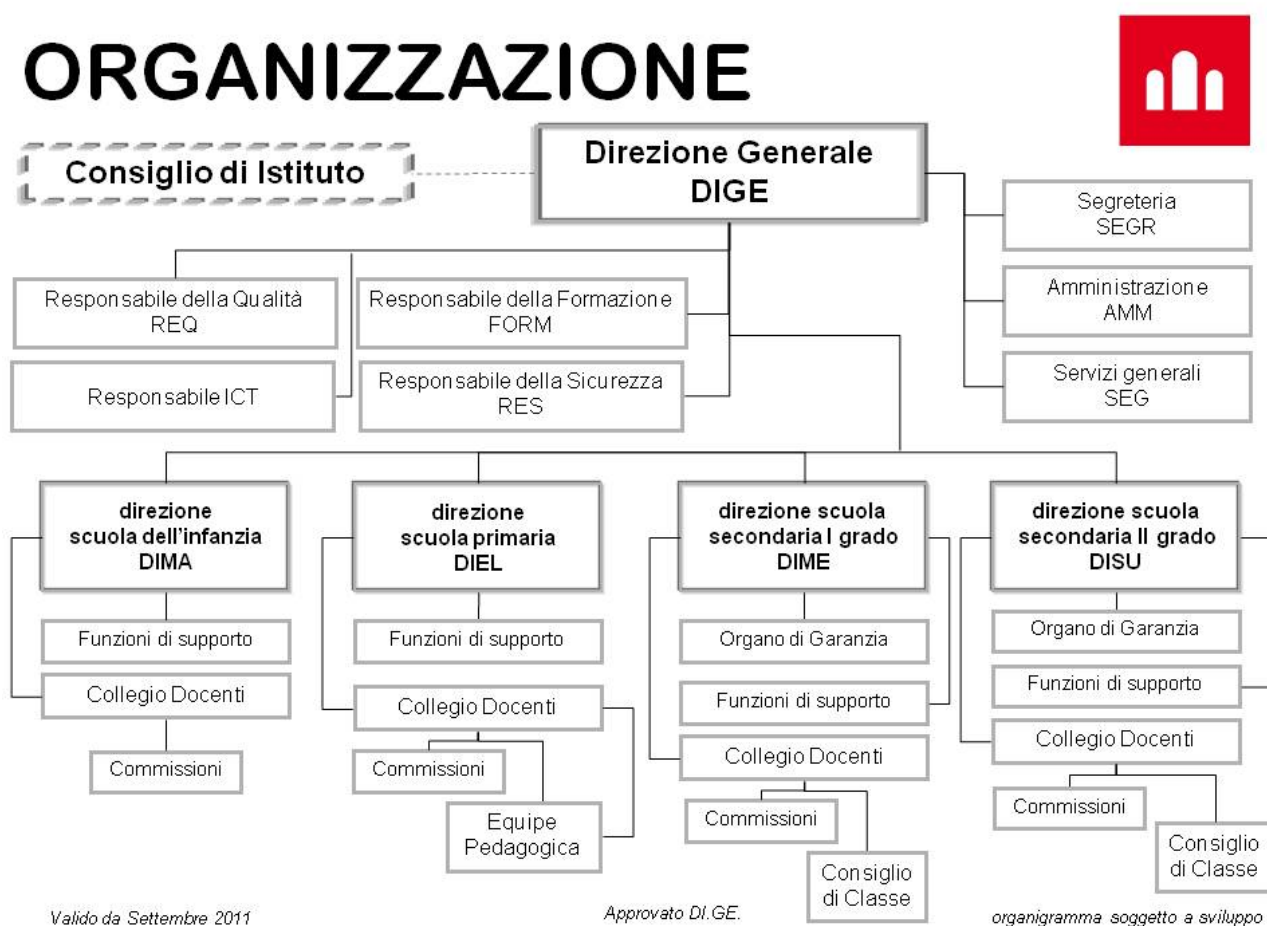 ORGANIZZAZIONE
Consiglio di Istituto
Direzione Generale
DIGE
Segreteria
SEGR
Amministrazione
AMM
Servizi generali
SEG
Responsabile della Qualità
REQ
Responsabile della Formazione
FORM
Responsabile ICT
Responsabile della Sicurezza
RES
direzione
scuola dell'infanzia
DIMA
Funzioni di supporto
Collegio Docenti
Commissioni
direzione
scuola primaria
DIEL
Funzioni di supporto
Collegio Docenti
Commissioni
Equipe
Pedagogica
direzione scuola
secondaria I grado
DIME
Organo di Garanzia
Funzioni di supporto
Collegio Docenti
Commissioni
Consiglio
di Classe
direzione scuola
secondaria II grado
DISU
Organo di Garanzia
Funzioni di supporto
Collegio Docenti
Commissioni
Consiglio
di Classe
Valido da Settembre 2011
Approvato DI.GE.
organigramma soggetto a sviluppo